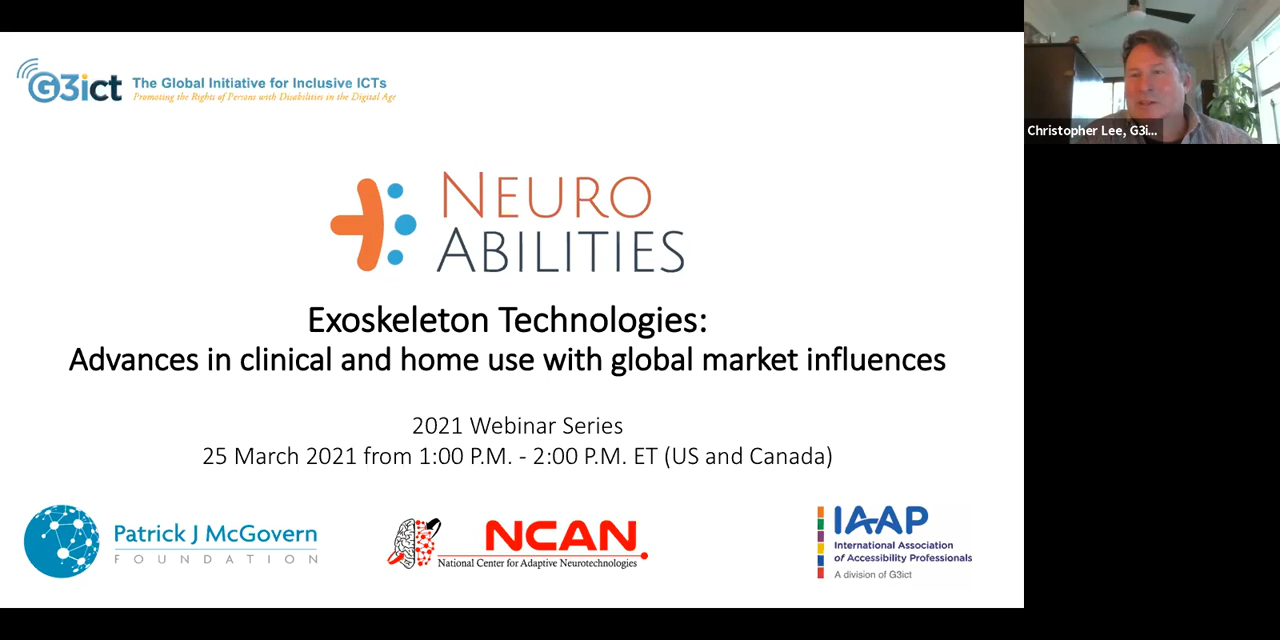 G3ict The Global Initiative for Inclusive ICTs
Promoting the Rights of Persons with Disabilities in the Digital Age
Christopher Lee, G3i...
NEURO
ABILITIES
Exoskeleton Technologies:
Advances in clinical and home use with global market influences
2021 Webinar Series
25 March 2021 from 1:00 P.M. - 2:00 P.M. ET (US and Canada)
Patrick J McGovern
FOUNDATION
NCAN
National Center for Adaptive Neurotechnologies
IAAP
International Association
of Accessibility Professionals
A division of G3ict